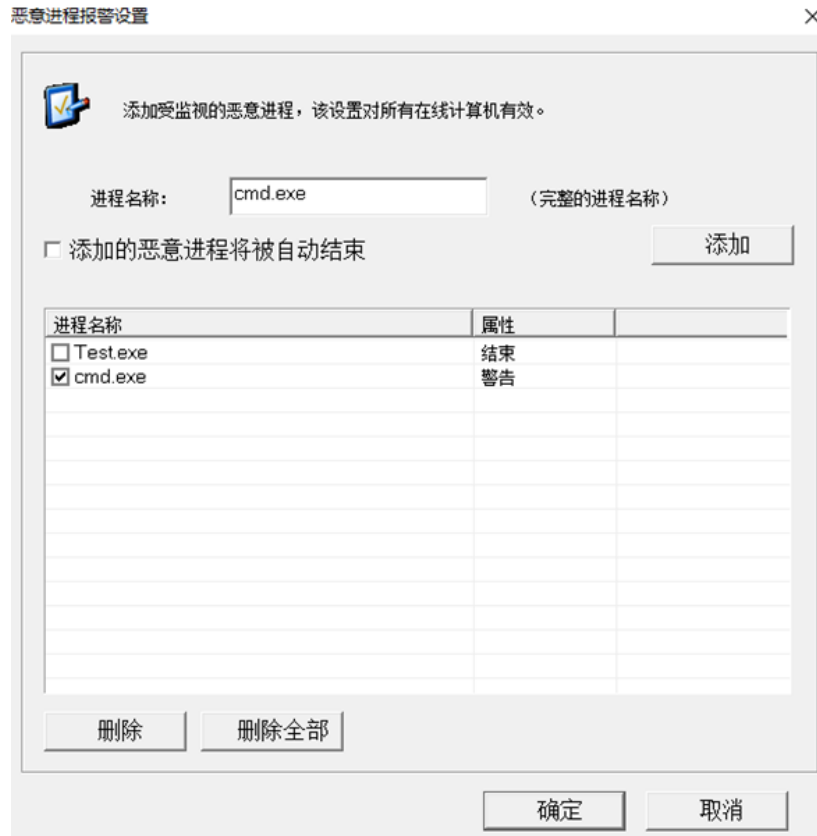 恶意进程报警设置
添加受监视的恶意进程，该设置对所有在线计算机有效。
进程名称： cmd.exe （完整的进程名称）
添加的恶意进程将被自动结束 添加
进程名称 属性
Test.exe 结束
cmd.exe 警告
删除 删除全部
确定 取消